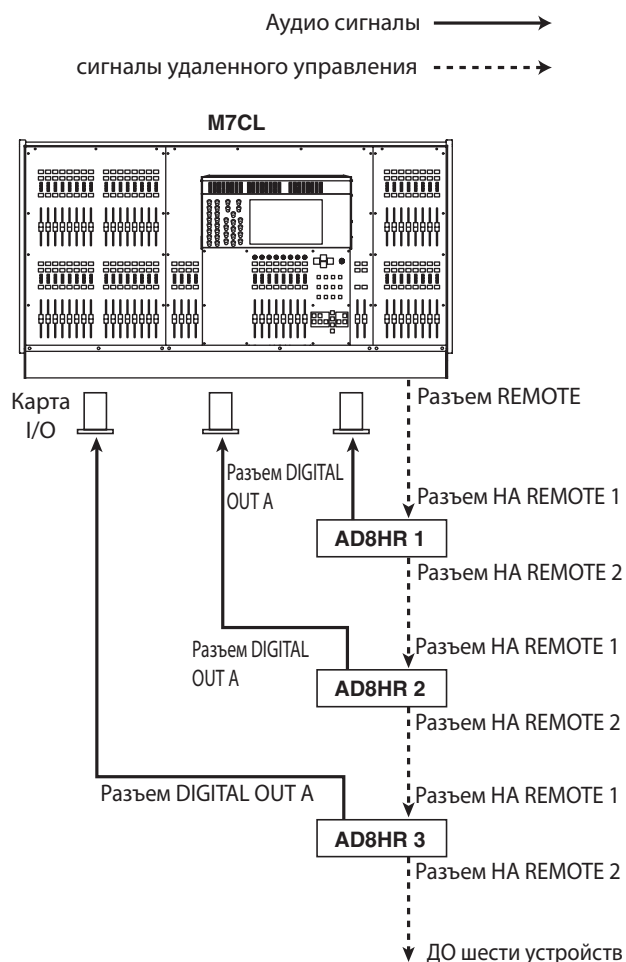 Аудио сигналы
сигналы удаленного управления
M7CL
Карта
I/O
Разъем REMOTE
Разъем DIGITAL
OUT A
Разъем HA REMOTE 1
AD8HR 1
Разъем HA REMOTE 2
Разъем DIGITAL
OUT A
Разъем HA REMOTE 1
AD8HR 2
Разъем HA REMOTE 2
Разъем DIGITAL OUT A
Разъем HA REMOTE 1
AD8HR 3
Разъем HA REMOTE 2
ДО шести устройств